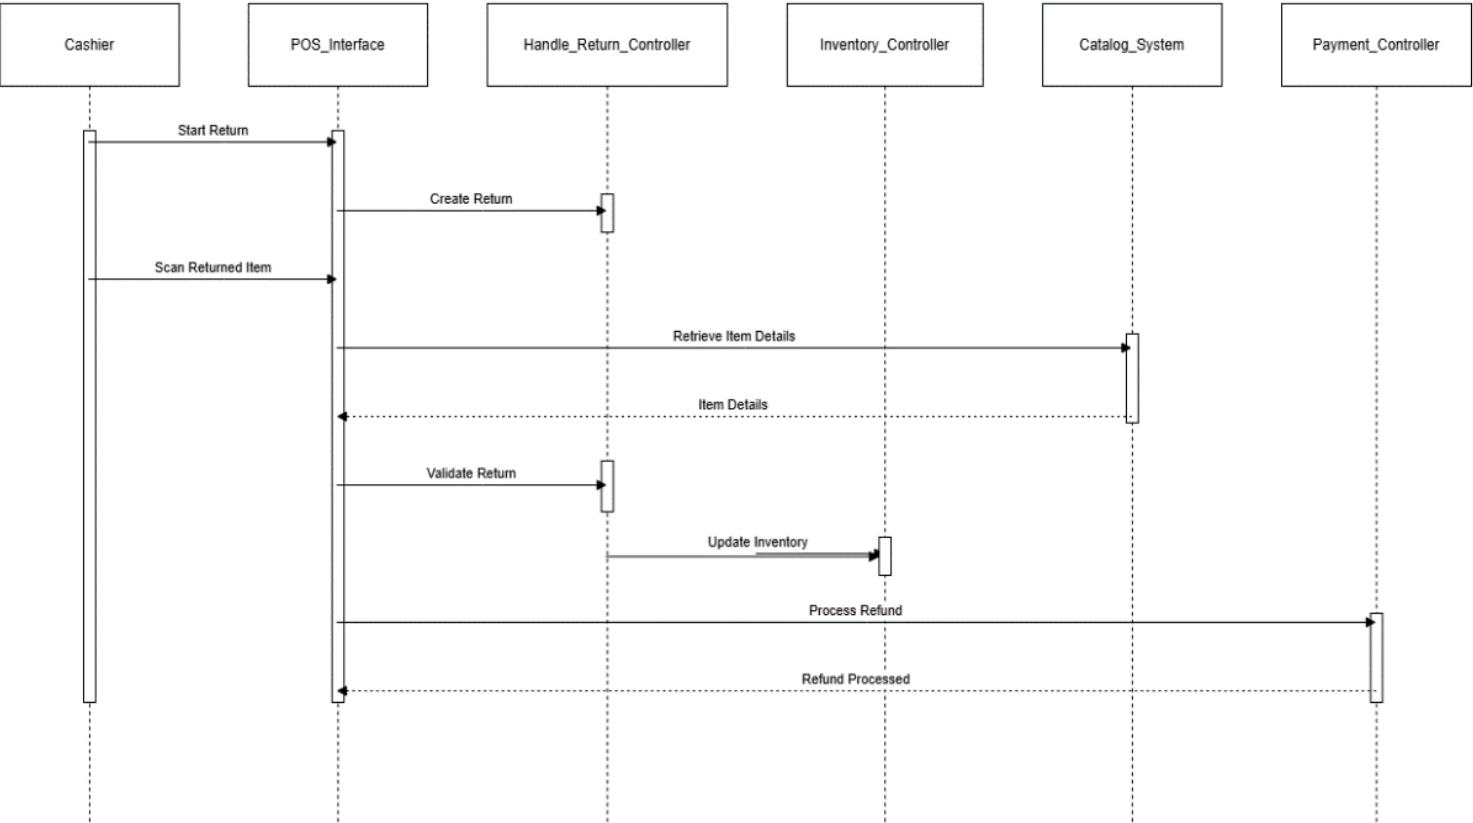 Cashier
POS_Interface
Handle_Return_Controller
Inventory_Controller
Catalog_System
Payment_Controller
Start Return
Create Return
Scan Returned Item
Retrieve Item Details
Item Details
Validate Return
Update Inventory
Process Refund
Refund Processed